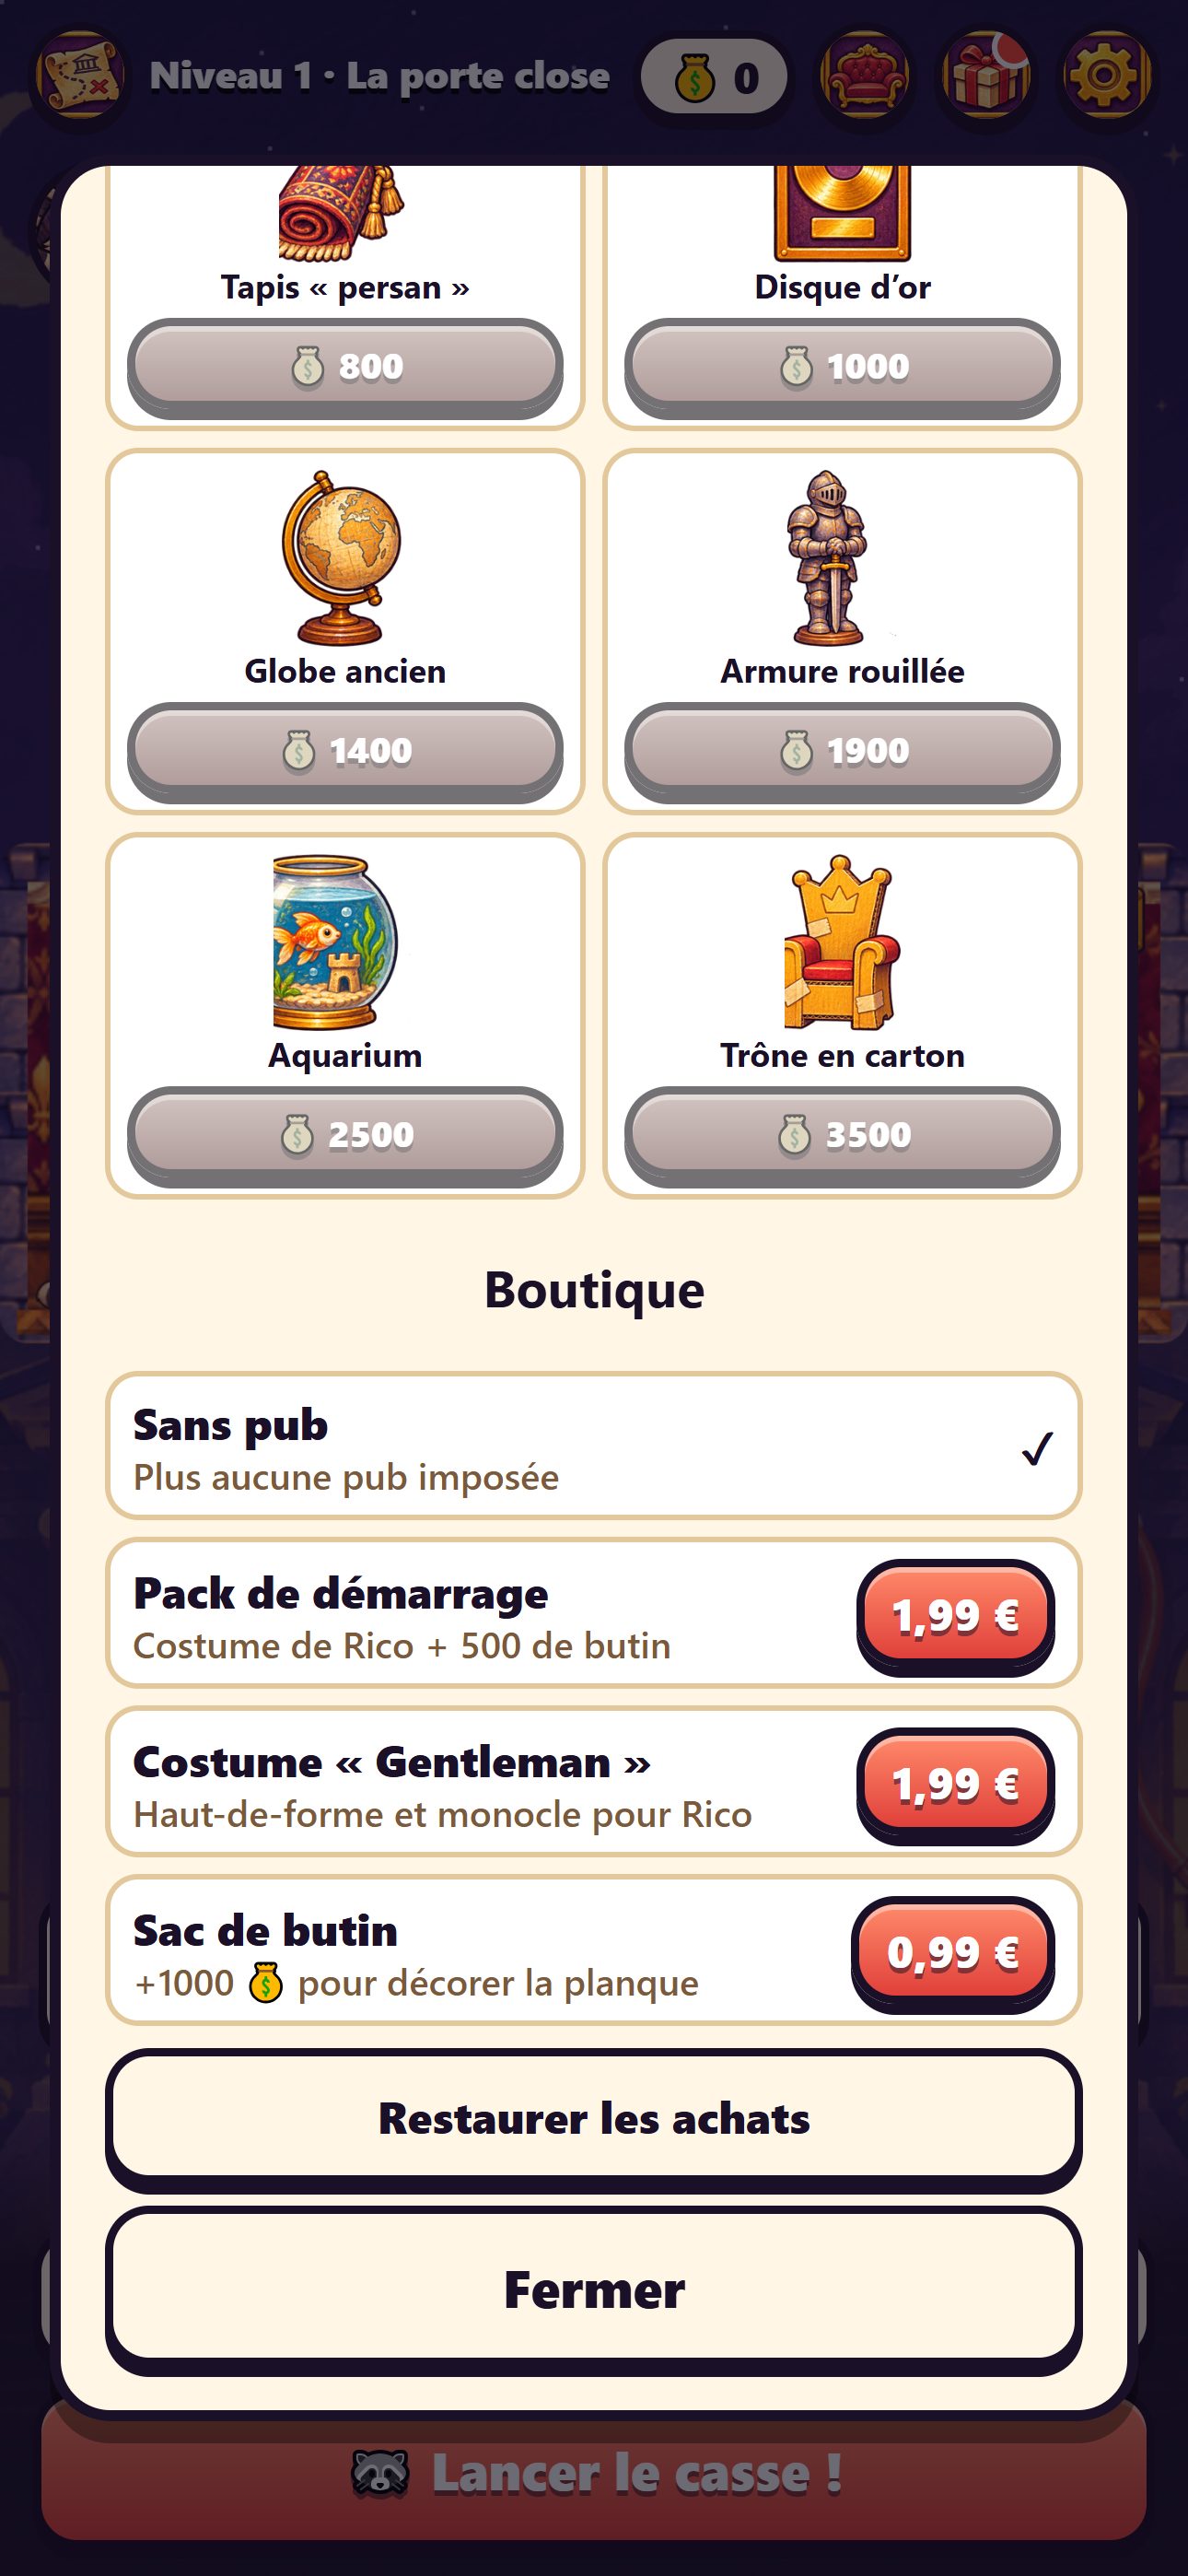 Niveau 1 • La porte close
0
Tapis « persan »
Disque d’or
800
1000
Globe ancien
Armure rouillée
1400
1900
Aquarium
Trône en carton
2500
3500
Boutique
Sans pub
Plus aucune pub imposée
✓
Pack de démarrage
Costume de Rico + 500 de butin
1,99 €
Costume « Gentleman »
Haut-de-forme et monocle pour Rico
1,99 €
Sac de butin
+1000 💰 pour décorer la planque
0,99 €
Restaurer les achats
Fermer
🦝 Lancer le casse !